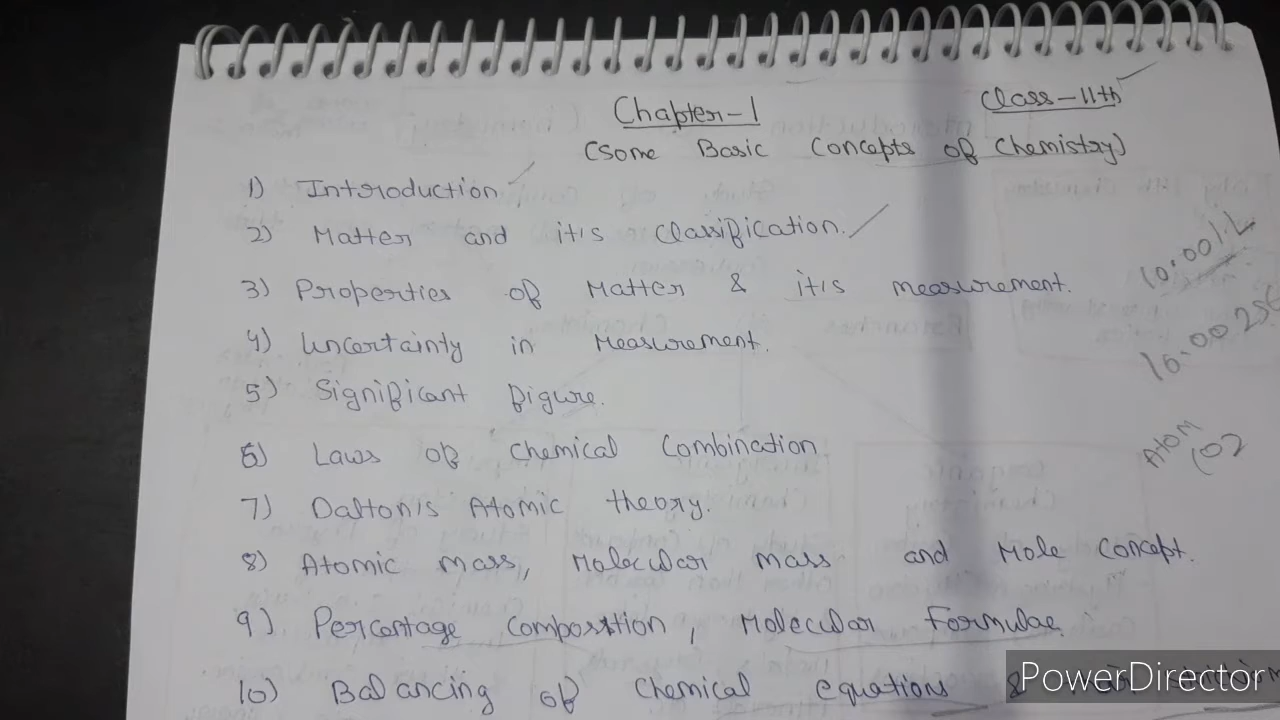 Class-11th
Chapter-1
(Some Basic Concepts of Chemistry)
1) Introduction
2) Matter and it's Classification.
3) Properties of Matter & it's measurement.
10.001L
4) Uncertainty in Measurement.
10.0025
5) Significant figure.
6) Laws of Chemical Combination
Atom
CO2
7) Dalton's Atomic theory.
8) Atomic mass, Molecular mass and Mole Concept.
9) Percentage composition, Molecular Formulae.
10) Balancing of Chemical equations &
PowerDirector